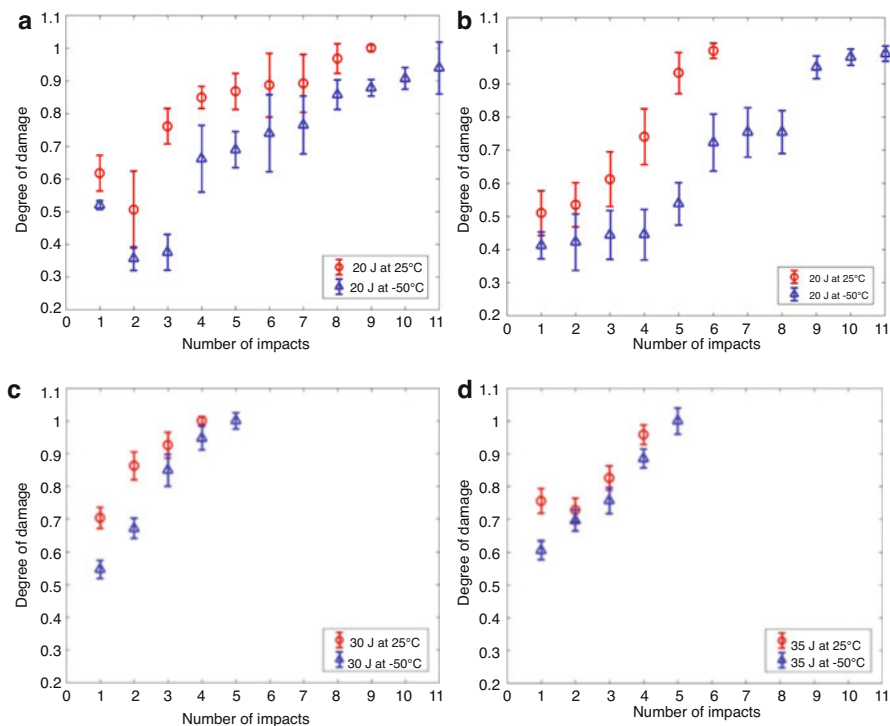 a
1.1
1
0.9
0.8
0.7
0.6
0.5
0.4
0.3
0.2
Degree of damage
20 J at 25°C
20 J at -50°C
0 1 2 3 4 5 6 7 8 9 10 11
Number of impacts
b
1.1
1
0.9
0.8
0.7
0.6
0.5
0.4
0.3
0.2
Degree of damage
20 J at 25°C
20 J at -50°C
0 1 2 3 4 5 6 7 8 9 10 11
Number of impacts
c
1.1
1
0.9
0.8
0.7
0.6
0.5
0.4
0.3
0.2
Degree of damage
30 J at 25°C
30 J at -50°C
0 1 2 3 4 5 6 7 8 9 10 11
Number of impacts
d
1.1
1
0.9
0.8
0.7
0.6
0.5
0.4
0.3
0.2
Degree of damage
35 J at 25°C
35 J at -50°C
0 1 2 3 4 5 6 7 8 9 10 11
Number of impacts